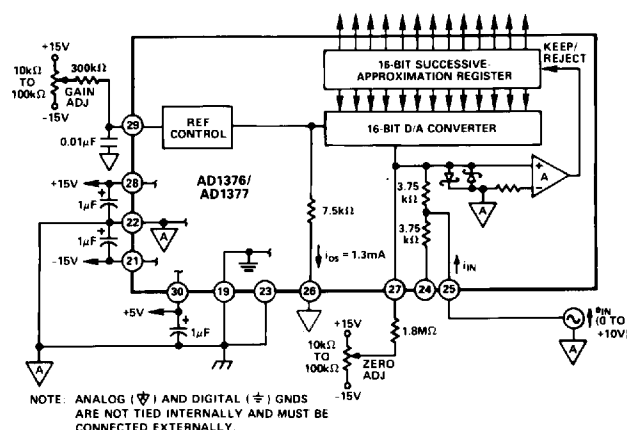 +15V
10kΩ
TO
100kΩ
-15V
300kΩ
GAIN
ADJ
0.01μF
29
REF
CONTROL
16-BIT SUCCESSIVE-
APPROXIMATION REGISTER
KEEP/
REJECT
16-BIT D/A CONVERTER
AD1376/
AD1377
+15V
28
1μF
22
A
1μF
-15V
21
7.5kΩ
iOS = 1.3mA
3.75
kΩ
3.75
kΩ
+
-
A
A
iIN
30
19
23
26
27
24
25
+5V
+
1μF
A
+15V
10kΩ
TO
100kΩ
-15V
1.8MΩ
ZERO
ADJ
eIN
(0 TO
+10V)
A
NOTE: ANALOG (A) AND DIGITAL (⏚) GNDS
ARE NOT TIED INTERNALLY AND MUST BE
CONNECTED EXTERNALLY.